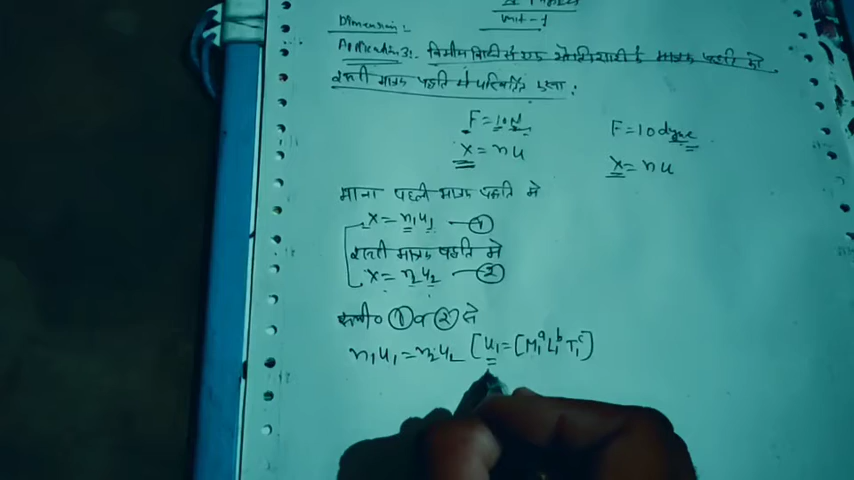 Unit-1
Dimension:
Application 3:- विमीय विधि से एक भौतिक राशि के मात्रक पद्धति को
दूसरी मात्रक पद्धति में परिवर्तित करना :
F = 10N
F = 10 dyne
x = nu
x = nu
माना पहली मात्रक पद्धति में
x = n₁u₁ — ①
दूसरी मात्रक पद्धति में
x = n₂u₂ — ②
समी० ① व ② से
n₁u₁ = n₂u₂ [u₁ = [M₁ᵃ L₁ᵇ T₁ᶜ]